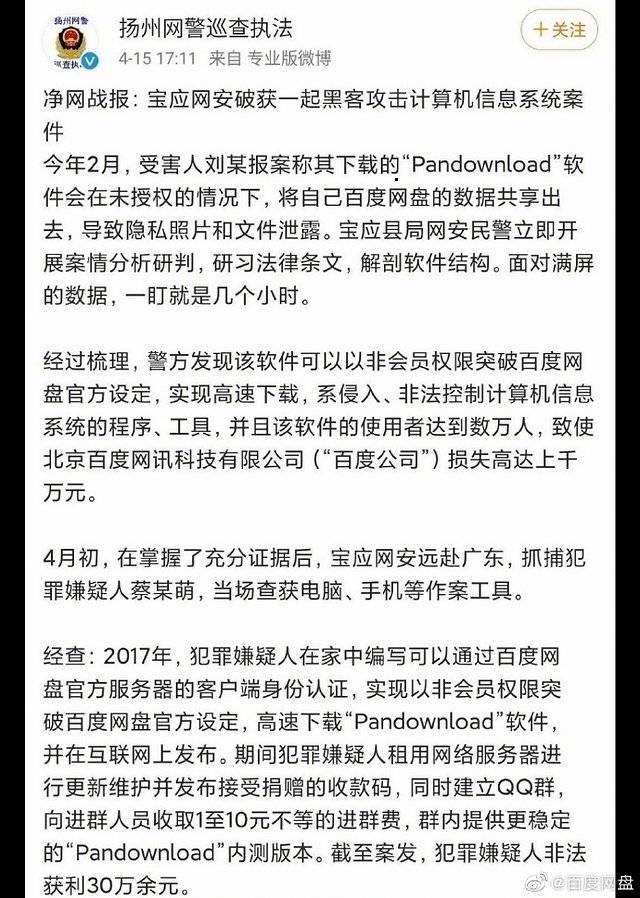 扬州网警
巡查执法
扬州网警巡查执法
4-15 17:11 来自 专业版微博
＋关注
净网战报：宝应网安破获一起黑客攻击计算机信息系统案
件
今年2月，受害人刘某报案称其下载的“Pandownload”软
件会在未授权的情况下，将自己百度网盘的数据共享出
去，导致隐私照片和文件泄露。宝应县局网安民警立即开
展案情分析研判，研习法律条文，解剖软件结构。面对满屏
的数据，一盯就是几个小时。
经过梳理，警方发现该软件可以以非会员权限突破百度网
盘官方设定，实现高速下载，系侵入、非法控制计算机信息
系统的程序、工具，并且该软件的使用者达到数万人，致使
北京百度网讯科技有限公司（“百度公司”）损失高达上千
万元。
4月初，在掌握了充分证据后，宝应网安远赴广东，抓捕犯
罪嫌疑人蔡某萌，当场查获电脑、手机等作案工具。
经查：2017年，犯罪嫌疑人在家中编写可以通过百度网
盘官方服务器的客户端身份认证，实现以非会员权限突
破百度网盘官方设定，高速下载“Pandownload”软件，
并在互联网上发布。期间犯罪嫌疑人租用网络服务器进
行更新维护并发布接受捐赠的收款码，同时建立QQ群，
向进群人员收取1至10元不等的进群费，群内提供更稳定
的“Pandownload”内测版本。截至案发，犯罪嫌疑人非法
获利30万余元。
@百度网盘